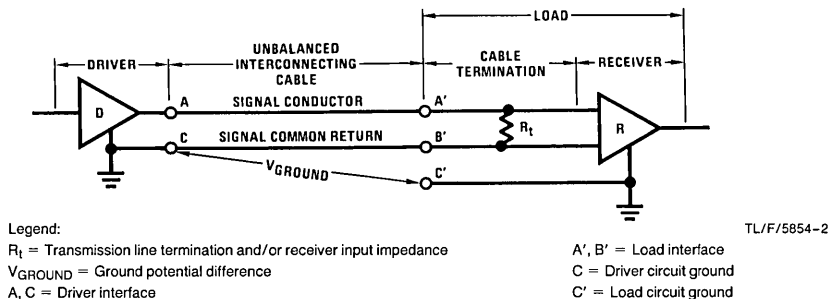 LOAD
DRIVER
UNBALANCED
INTERCONNECTING
CABLE
CABLE
TERMINATION
RECEIVER
D
A
SIGNAL CONDUCTOR
A'
Rt
R
C
SIGNAL COMMON RETURN
B'
VGROUND
C'
Legend:
TL/F/5854–2
Rt = Transmission line termination and/or receiver input impedance
A', B' = Load interface
VGROUND = Ground potential difference
C = Driver circuit ground
A, C = Driver interface
C' = Load circuit ground